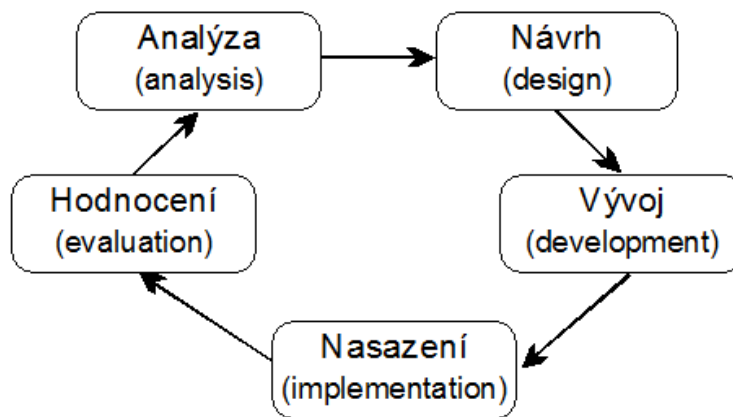 Analýza
(analysis)
Návrh
(design)
Vývoj
(development)
Nasazení
(implementation)
Hodnocení
(evaluation)